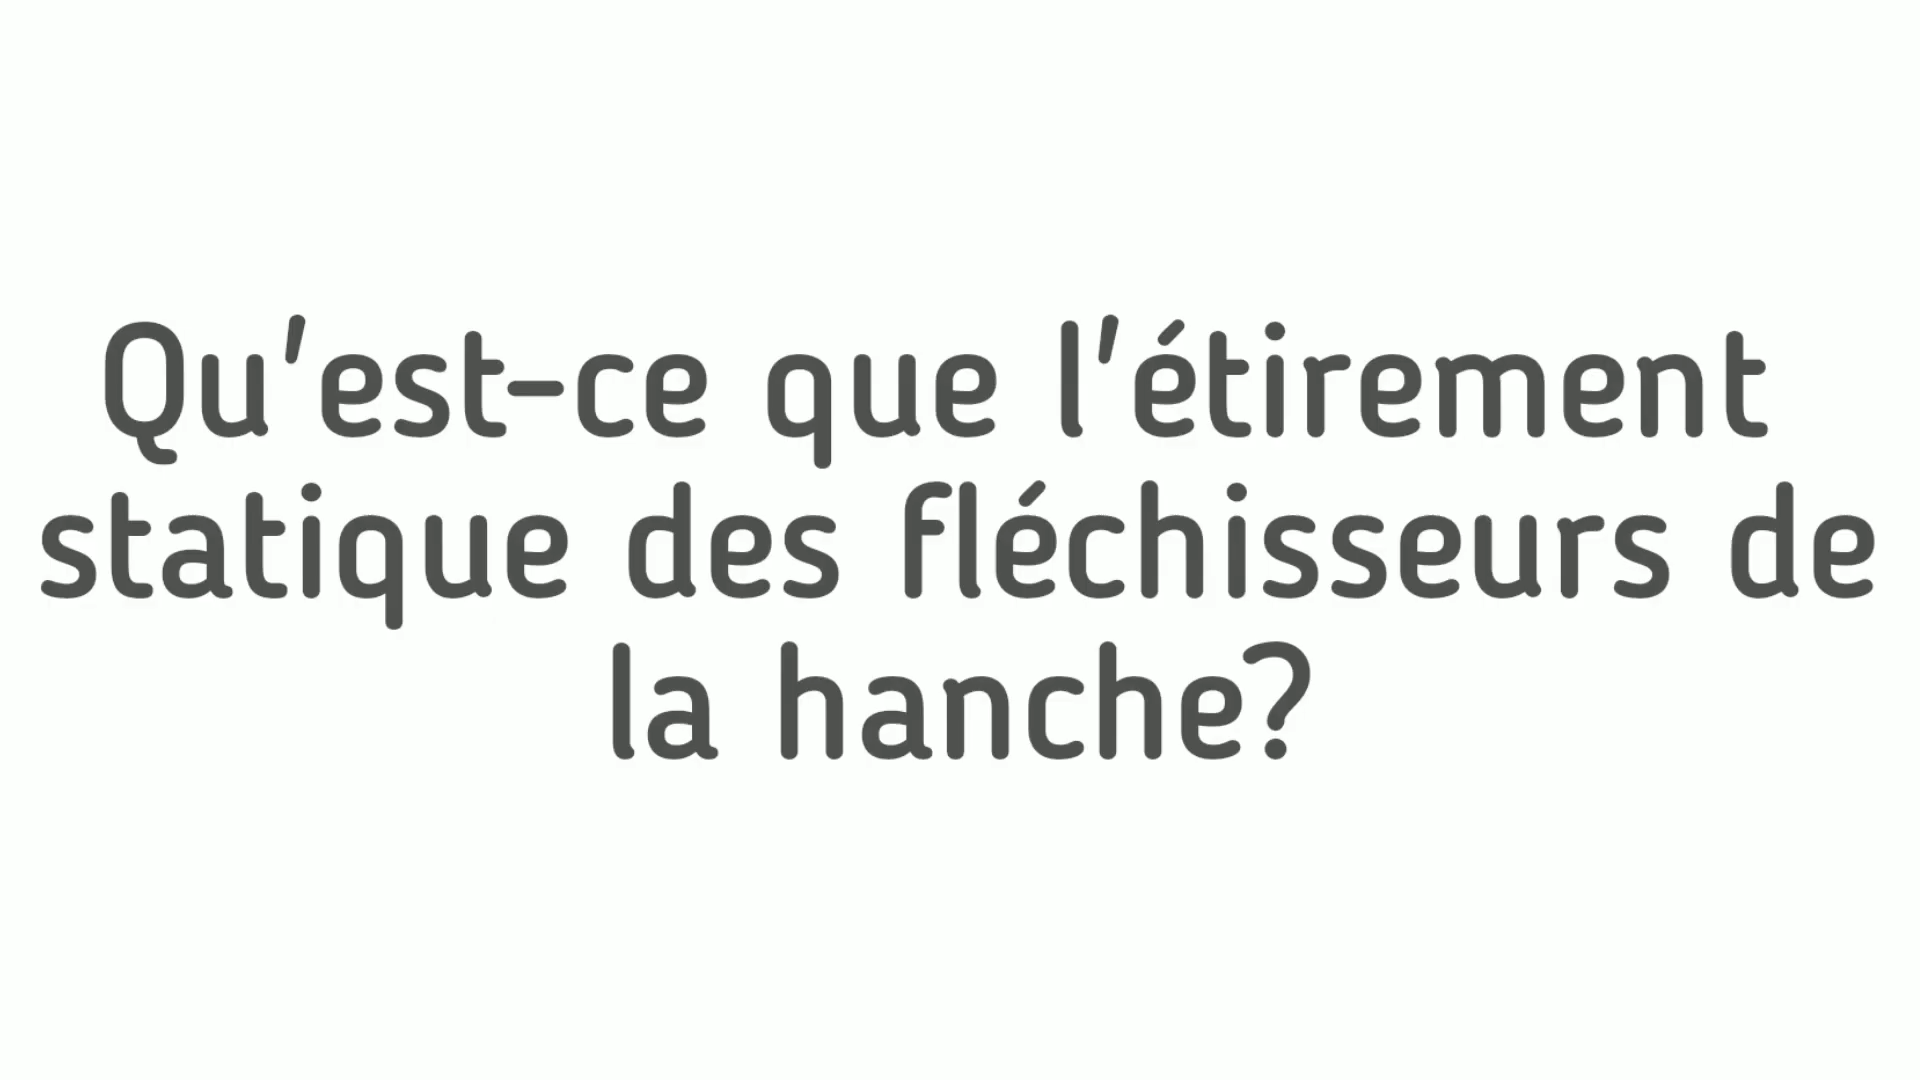 Qu'est-ce que l'étirement
statique des fléchisseurs de
la hanche?